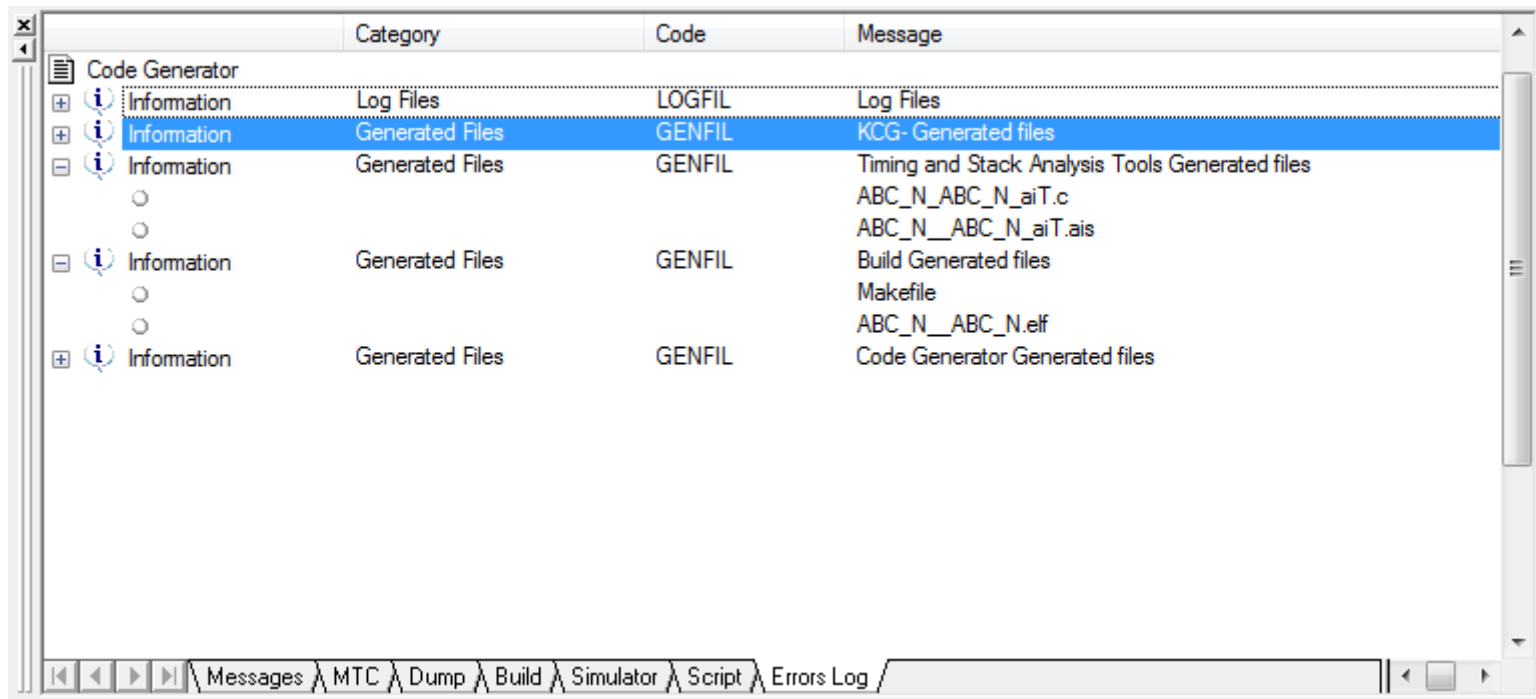 Category Code Message
Code Generator
Information Log Files LOGFIL Log Files
Information Generated Files GENFIL KCG- Generated files
Information Generated Files GENFIL Timing and Stack Analysis Tools Generated files
ABC_N_ABC_N_aiT.c
ABC_N__ABC_N_aiT.ais
Information Generated Files GENFIL Build Generated files
Makefile
ABC_N__ABC_N.elf
Information Generated Files GENFIL Code Generator Generated files
Messages MTC Dump Build Simulator Script Errors Log